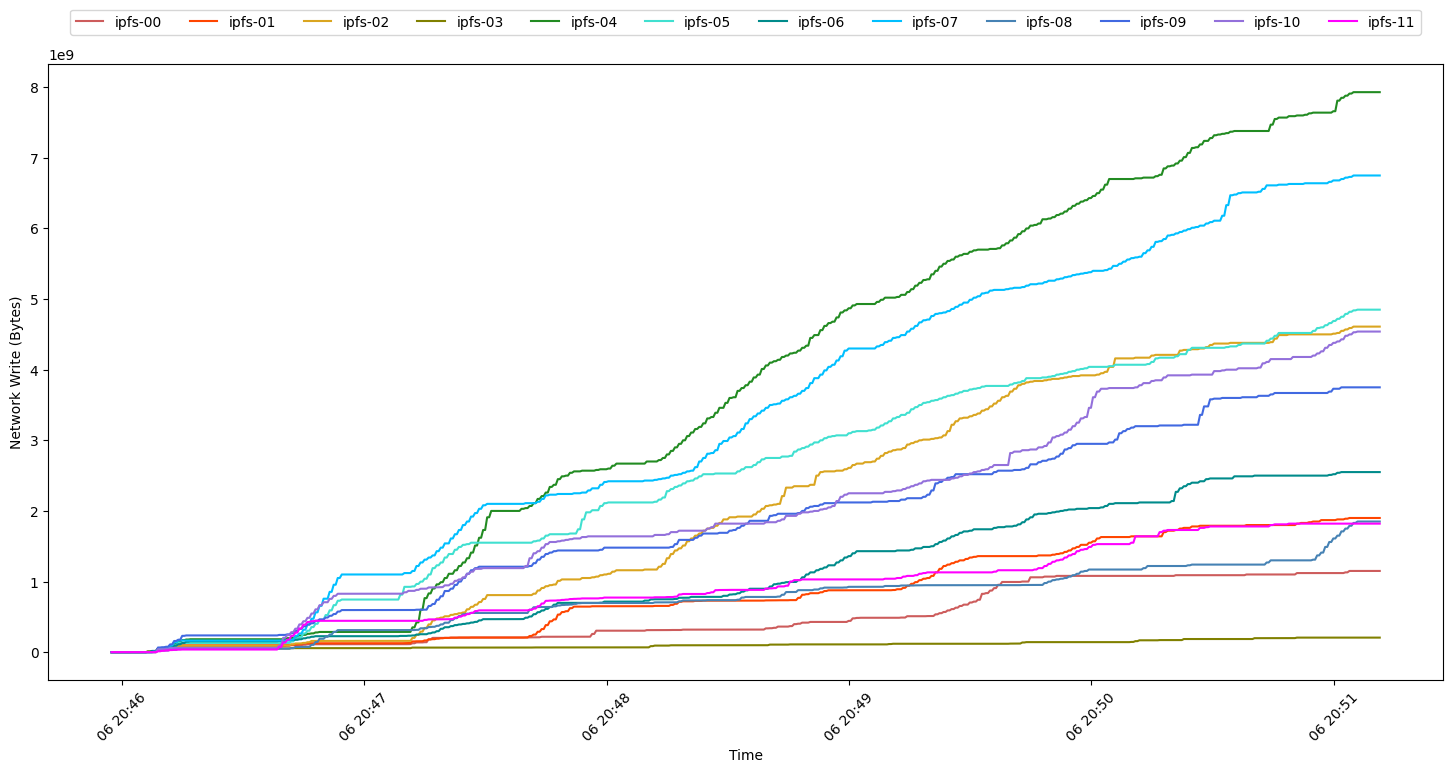 ipfs-00 ipfs-01 ipfs-02 ipfs-03 ipfs-04 ipfs-05 ipfs-06 ipfs-07 ipfs-08 ipfs-09 ipfs-10 ipfs-11
1e9
8
7
6
5
4
3
2
1
0
Network Write (Bytes)
06 20:46 06 20:47 06 20:48 06 20:49 06 20:50 06 20:51
Time